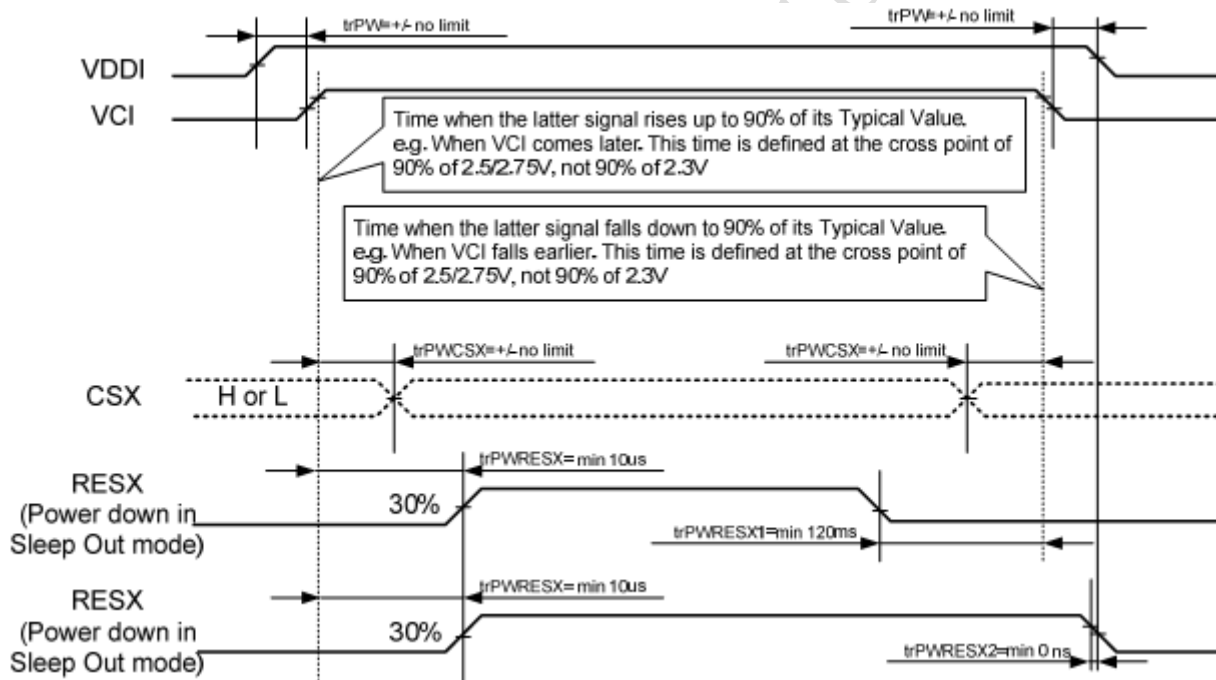 trPW=+/- no limit
trPW=+/- no limit
VDDI
VCI
Time when the latter signal rises up to 90% of its Typical Value.
e.g. When VCI comes later. This time is defined at the cross point of
90% of 2.5/2.75V, not 90% of 2.3V
Time when the latter signal falls down to 90% of its Typical Value.
e.g. When VCI falls earlier. This time is defined at the cross point of
90% of 2.5/2.75V, not 90% of 2.3V
trPWCSX=+/- no limit
trPWCSX=+/- no limit
CSX
H or L
trPWRESX= min 10us
RESX
(Power down in
Sleep Out mode)
30%
trPWRESX1=min 120ms
trPWRESX= min 10us
RESX
(Power down in
Sleep Out mode)
30%
trPWRESX2=min 0 ns